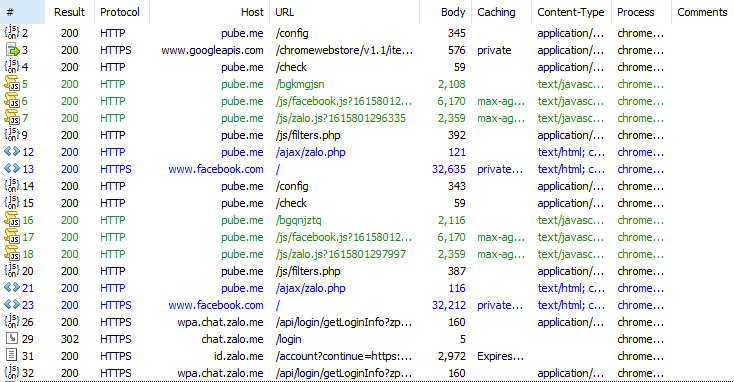 # Result Protocol Host URL Body Caching Content-Type Process Comments
2 200 HTTP pube.me /config 345 application/... chrome...
3 200 HTTPS www.googleapis.com /chromewebstore/v1.1/ite... 576 private application/... chrome...
4 200 HTTP pube.me /check 59 application/... chrome...
5 200 HTTP pube.me /bgkmgjsn 2,108 text/javasc... chrome...
6 200 HTTP pube.me /js/facebook.js?16158012... 6,170 max-ag... text/javasc... chrome...
7 200 HTTP pube.me /js/zalo.js?1615801296335 2,359 max-ag... text/javasc... chrome...
9 200 HTTP pube.me /js/filters.php 392 application/... chrome...
12 200 HTTP pube.me /ajax/zalo.php 121 text/html; c... chrome...
13 200 HTTPS www.facebook.com / 32,635 private... text/html; c... chrome...
14 200 HTTP pube.me /config 343 application/... chrome...
15 200 HTTP pube.me /check 59 application/... chrome...
16 200 HTTP pube.me /bgqnjztq 2,116 text/javasc... chrome...
17 200 HTTP pube.me /js/facebook.js?16158012... 6,170 max-ag... text/javasc... chrome...
18 200 HTTP pube.me /js/zalo.js?1615801297997 2,359 max-ag... text/javasc... chrome...
20 200 HTTP pube.me /js/filters.php 387 application/... chrome...
21 200 HTTP pube.me /ajax/zalo.php 116 text/html; c... chrome...
23 200 HTTPS www.facebook.com / 32,212 private... text/html; c... chrome...
26 200 HTTPS wpa.chat.zalo.me /api/login/getLoginInfo?zp... 160 application/... chrome...
29 302 HTTPS chat.zalo.me /login 5 chrome...
31 200 HTTPS id.zalo.me /account?continue=https:... 2,972 Expires... chrome...
32 200 HTTPS wpa.chat.zalo.me /api/login/getLoginInfo?zp... 160 application/... chrome...